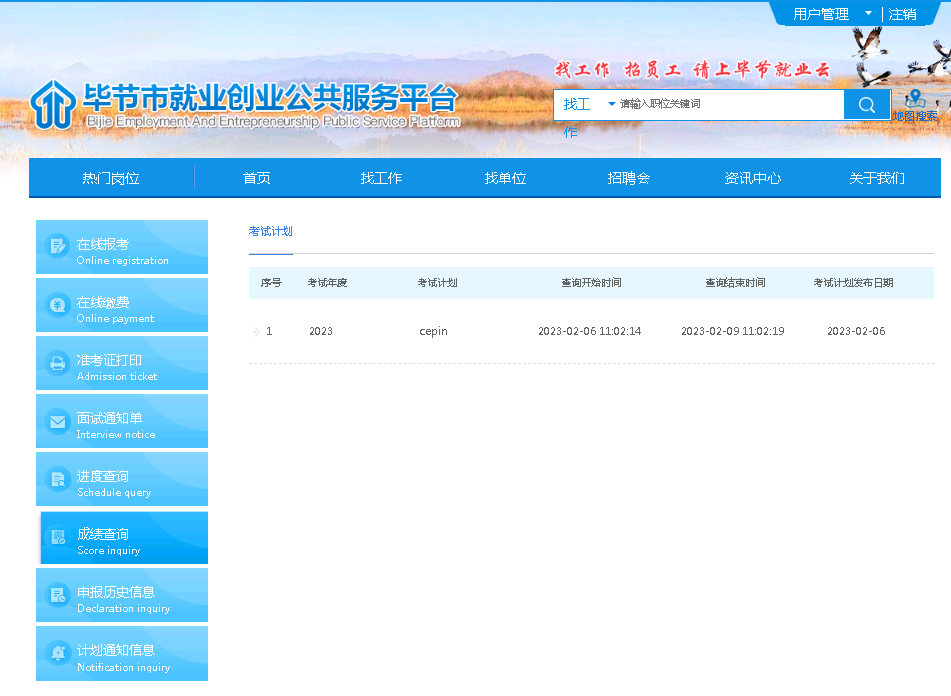 用户管理 注销
找工作 招员工 请上毕节就业云
毕节市就业创业公共服务平台
Bijie Employment And Entrepreneurship Public Service Platform
找工作 请输入职位关键词
地图搜索
热门岗位 首页 找工作 找单位 招聘会 资讯中心 关于我们
在线报考
Online registration
在线缴费
Online payment
准考证打印
Admission ticket
面试通知单
Interview notice
进度查询
Schedule query
成绩查询
Score inquiry
申报历史信息
Declaration inquiry
计划通知信息
Notification inquiry
考试计划
序号 考试年度 考试计划 查询开始时间 查询结束时间 考试计划发布日期
1 2023 cepin 2023-02-06 11:02:14 2023-02-09 11:02:19 2023-02-06